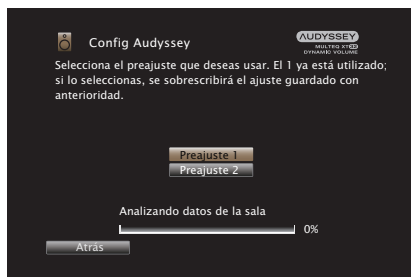 Config Audyssey
AUDYSSEY
MULTEQ XT32
DYNAMIC VOLUME
Selecciona el preajuste que deseas usar. El 1 ya está utilizado;
si lo seleccionas, se sobrescribirá el ajuste guardado con
anterioridad.
Preajuste 1
Preajuste 2
Analizando datos de la sala
0%
Atrás